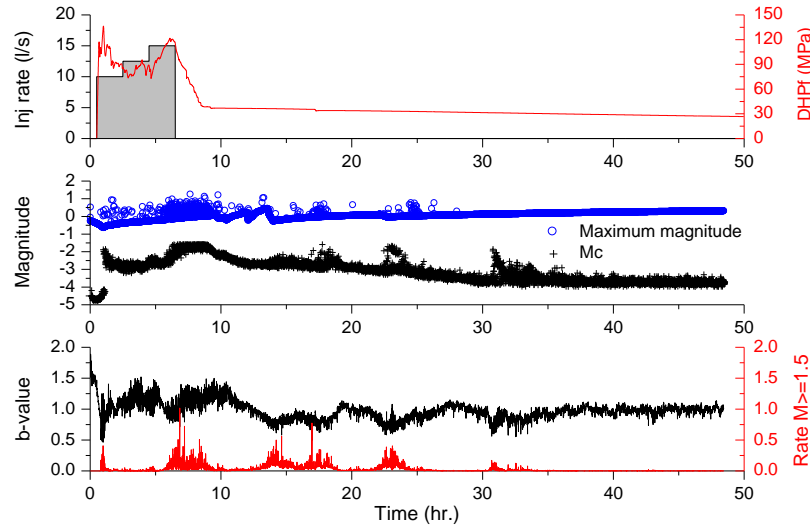 20
15
10
5
0
Inj rate (l/s)
150
120
90
60
30
0
DHPf (MPa)
0 10 20 30 40 50
2
1
0
-1
-2
-3
-4
-5
Magnitude
Maximum magnitude
Mc
0 10 20 30 40 50
2.0
1.5
1.0
0.5
0.0
b-value
2.0
1.5
1.0
0.5
0.0
Rate M>=1.5
0 10 20 30 40 50
Time (hr.)